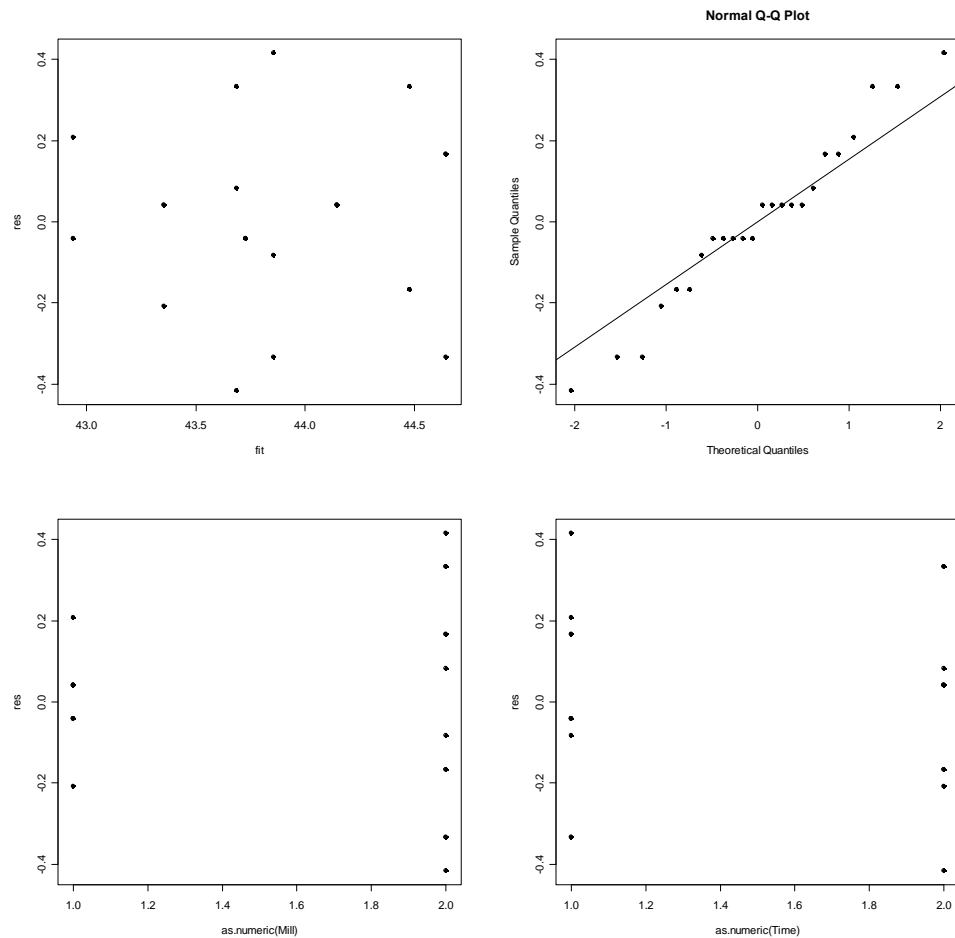 Normal Q-Q Plot
0.4
0.2
0.0
-0.2
-0.4
res
43.0 43.5 44.0 44.5
fit
0.4
0.2
0.0
-0.2
-0.4
Sample Quantiles
-2 -1 0 1 2
Theoretical Quantiles
0.4
0.2
0.0
-0.2
-0.4
res
1.0 1.2 1.4 1.6 1.8 2.0
as.numeric(Mill)
0.4
0.2
0.0
-0.2
-0.4
res
1.0 1.2 1.4 1.6 1.8 2.0
as.numeric(Time)